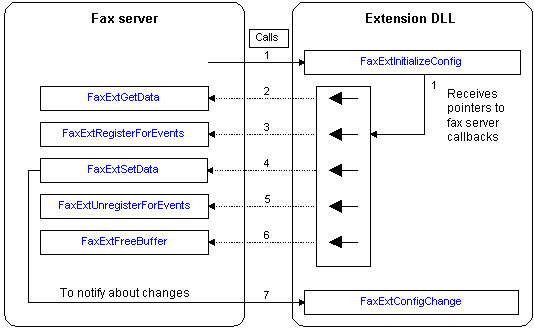 Fax server
Extension DLL
Calls
1
FaxExtInitializeConfig
1
Receives
pointers to
fax server
callbacks
FaxExtGetData
2
FaxExtRegisterForEvents
3
FaxExtSetData
4
FaxExtUnregisterForEvents
5
FaxExtFreeBuffer
6
To notify about changes
7
FaxExtConfigChange